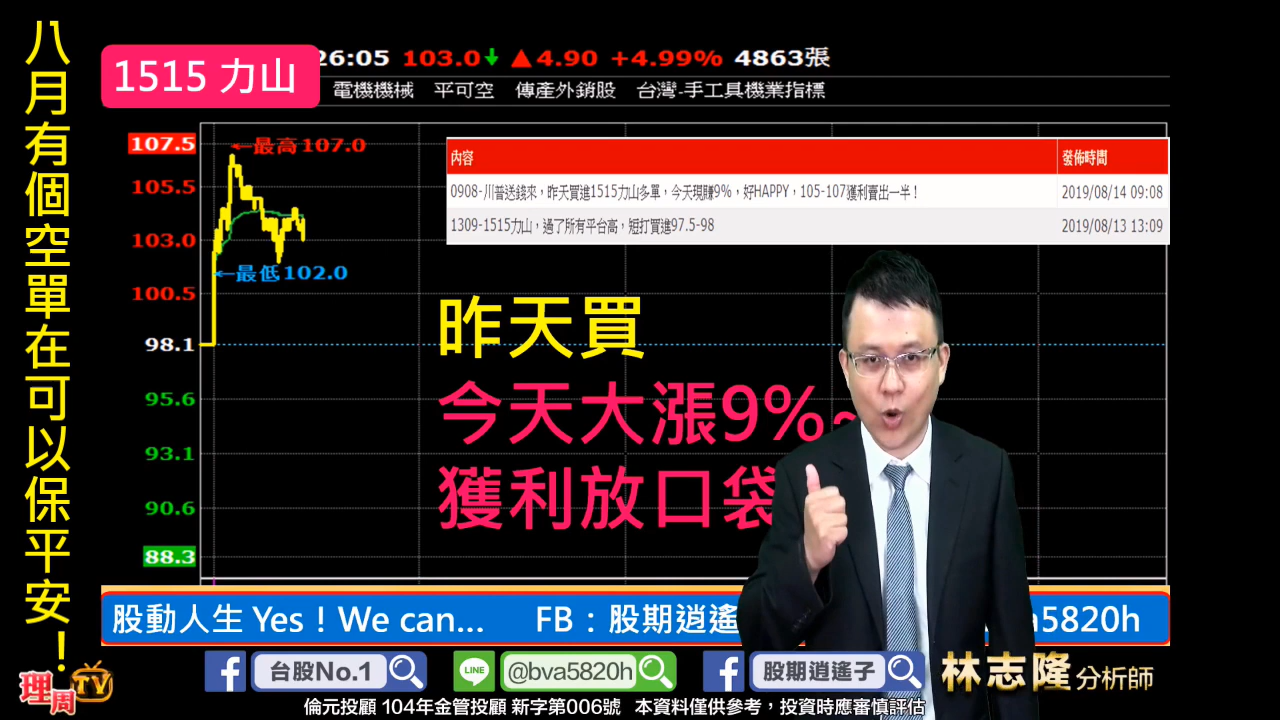 八月有個空單在可以保平安！
1515 力山
26:05 103.0 4.90 +4.99% 4863張
電機機械 平可空 傳產外銷股 台灣-手工具機業指標
107.5
←最高107.0
105.5
103.0
←最低102.0
100.5
98.1
95.6
93.1
90.6
88.3
內容 發佈時間
0908-川普送錢來，昨天買進1515力山多單，今天現賺9%，好HAPPY，105-107獲利賣出一半！ 2019/08/14 09:08
1309-1515力山，過了所有平台高，短打買進97.5-98 2019/08/13 13:09
昨天買
今天大漲9%~
獲利放口袋
股動人生 Yes！We can... FB：股期逍遙 a5820h
理周TV
台股No.1 LINE @bva5820h 股期逍遙子 林志隆 分析師
倫元投顧 104年金管投顧 新字第006號 本資料僅供參考，投資時應審慎評估